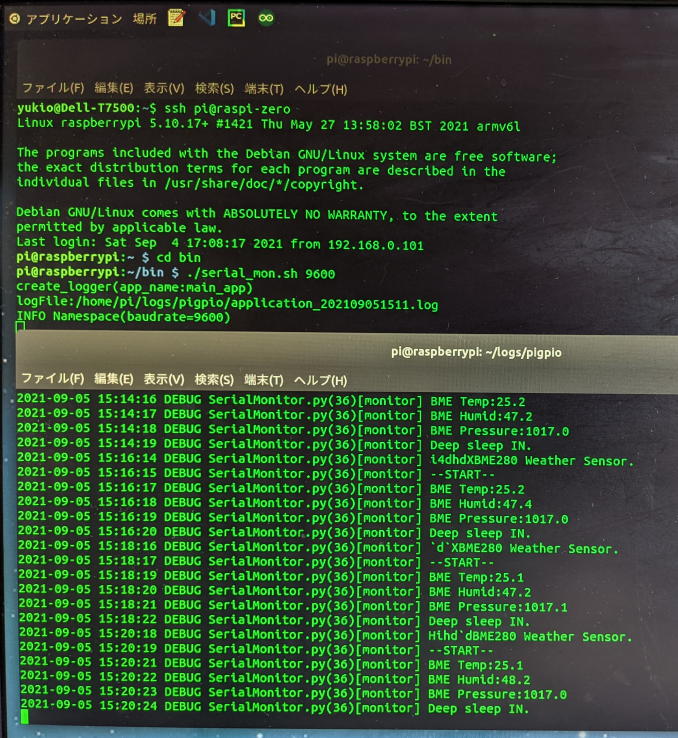 アプリケーション 場所 PC
pi@raspberrypi: ~/bin
ファイル(F) 編集(E) 表示(V) 検索(S) 端末(T) ヘルプ(H)
yukio@Dell-T7500:~$ ssh pi@raspi-zero
Linux raspberrypi 5.10.17+ #1421 Thu May 27 13:58:02 BST 2021 armv6l
The programs included with the Debian GNU/Linux system are free software;
the exact distribution terms for each program are described in the
individual files in /usr/share/doc/*/copyright.
Debian GNU/Linux comes with ABSOLUTELY NO WARRANTY, to the extent
permitted by applicable law.
Last login: Sat Sep  4 17:08:17 2021 from 192.168.0.101
pi@raspberrypi:~ $ cd bin
pi@raspberrypi:~/bin $ ./serial_mon.sh 9600
create_logger(app_name:main_app)
logFile:/home/pi/logs/pigpio/application_202109051511.log
INFO Namespace(baudrate=9600)
pi@raspberrypi: ~/logs/pigpio
ファイル(F) 編集(E) 表示(V) 検索(S) 端末(T) ヘルプ(H)
2021-09-05 15:14:16 DEBUG SerialMonitor.py(36)[monitor] BME Temp:25.2
2021-09-05 15:14:17 DEBUG SerialMonitor.py(36)[monitor] BME Humid:47.2
2021-09-05 15:14:18 DEBUG SerialMonitor.py(36)[monitor] BME Pressure:1017.0
2021-09-05 15:14:19 DEBUG SerialMonitor.py(36)[monitor] Deep sleep IN.
2021-09-05 15:16:14 DEBUG SerialMonitor.py(36)[monitor] i4dhdXBME280 Weather Sensor.
2021-09-05 15:16:15 DEBUG SerialMonitor.py(36)[monitor] --START--
2021-09-05 15:16:17 DEBUG SerialMonitor.py(36)[monitor] BME Temp:25.2
2021-09-05 15:16:18 DEBUG SerialMonitor.py(36)[monitor] BME Humid:47.4
2021-09-05 15:16:19 DEBUG SerialMonitor.py(36)[monitor] BME Pressure:1017.0
2021-09-05 15:16:20 DEBUG SerialMonitor.py(36)[monitor] Deep sleep IN.
2021-09-05 15:18:16 DEBUG SerialMonitor.py(36)[monitor] `d`XBME280 Weather Sensor.
2021-09-05 15:18:17 DEBUG SerialMonitor.py(36)[monitor] --START--
2021-09-05 15:18:19 DEBUG SerialMonitor.py(36)[monitor] BME Temp:25.1
2021-09-05 15:18:20 DEBUG SerialMonitor.py(36)[monitor] BME Humid:47.2
2021-09-05 15:18:21 DEBUG SerialMonitor.py(36)[monitor] BME Pressure:1017.1
2021-09-05 15:18:22 DEBUG SerialMonitor.py(36)[monitor] Deep sleep IN.
2021-09-05 15:20:18 DEBUG SerialMonitor.py(36)[monitor] Hihd`dBME280 Weather Sensor.
2021-09-05 15:20:19 DEBUG SerialMonitor.py(36)[monitor] --START--
2021-09-05 15:20:21 DEBUG SerialMonitor.py(36)[monitor] BME Temp:25.1
2021-09-05 15:20:22 DEBUG SerialMonitor.py(36)[monitor] BME Humid:48.2
2021-09-05 15:20:23 DEBUG SerialMonitor.py(36)[monitor] BME Pressure:1017.0
2021-09-05 15:20:24 DEBUG SerialMonitor.py(36)[monitor] Deep sleep IN.